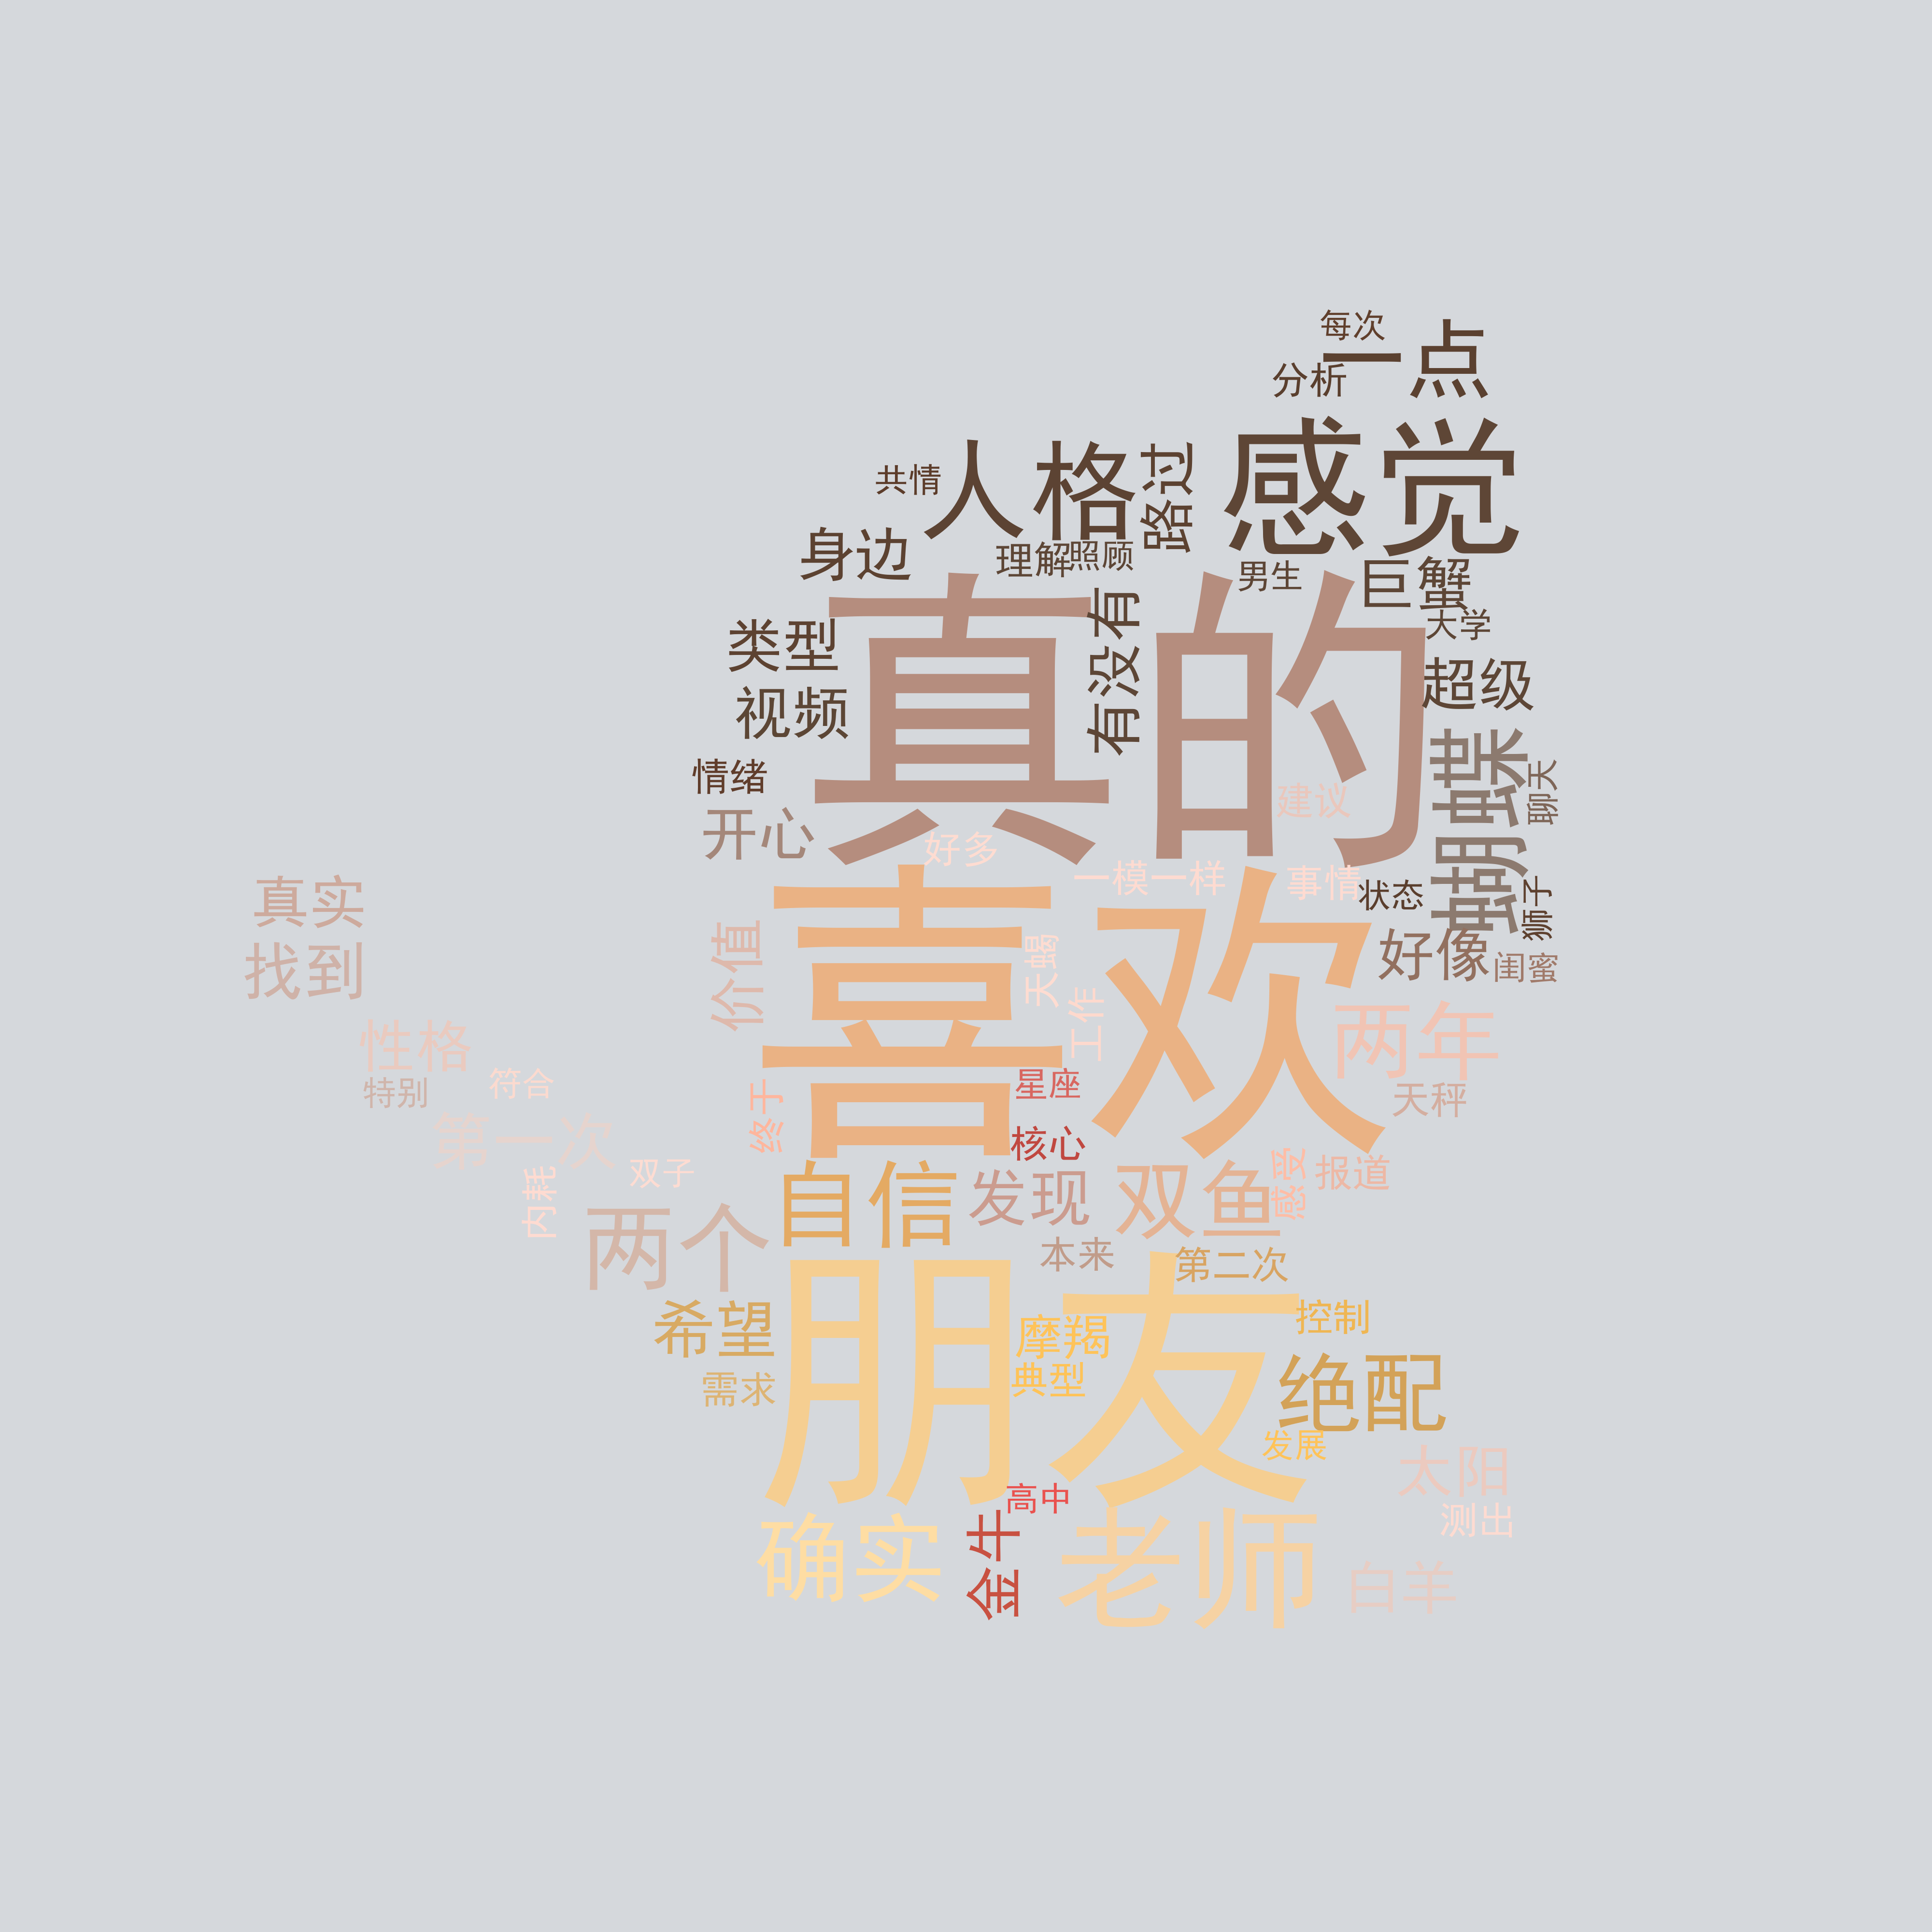 每次
一点
分析
感觉
人格
路过
共情
身边
理解
照顾
男生
巨蟹
大学
真的
有没有
类型
超级
视频
蝴蝶
情绪
聊天
建议
开心
好多
一模一样
事情
状态
狮子
真实
喜欢
价值
天蝎
好像
闺蜜
找到
工作
两年
性格
特别
符合
星座
天秤
终于
第一次
核心
双子
内耗
自信
发现
双鱼
感受
报道
两个
本来
第二次
朋友
希望
摩羯
控制
典型
需求
绝配
发展
太阳
高中
测出
确实
金牛
老师
白羊